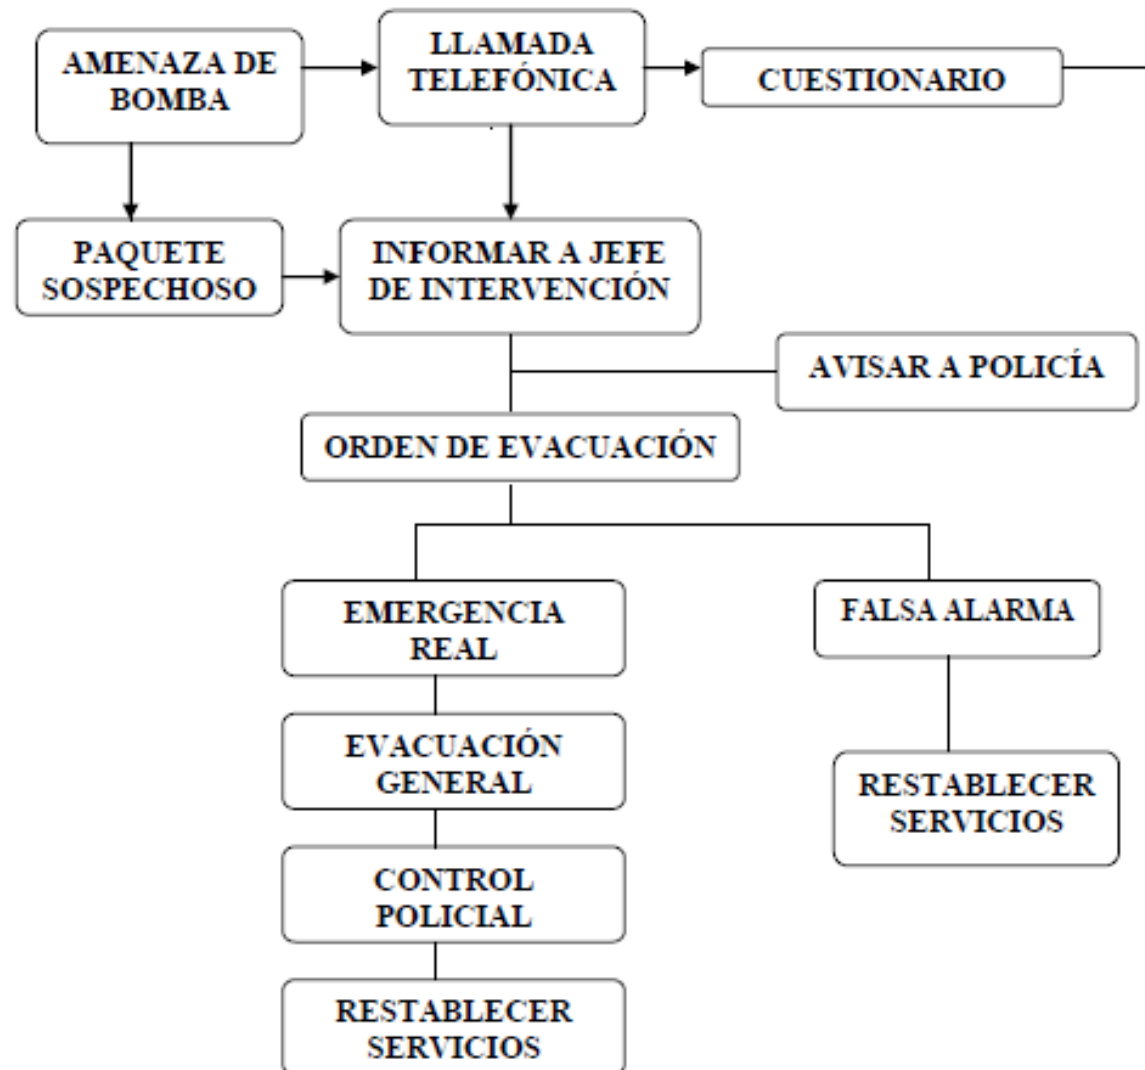 AMENAZA DE
BOMBA
LLAMADA
TELEFÓNICA
CUESTIONARIO
PAQUETE
SOSPECHOSO
INFORMAR A JEFE
DE INTERVENCIÓN
AVISAR A POLICÍA
ORDEN DE EVACUACIÓN
EMERGENCIA
REAL
FALSA ALARMA
EVACUACIÓN
GENERAL
RESTABLECER
SERVICIOS
CONTROL
POLICIAL
RESTABLECER
SERVICIOS